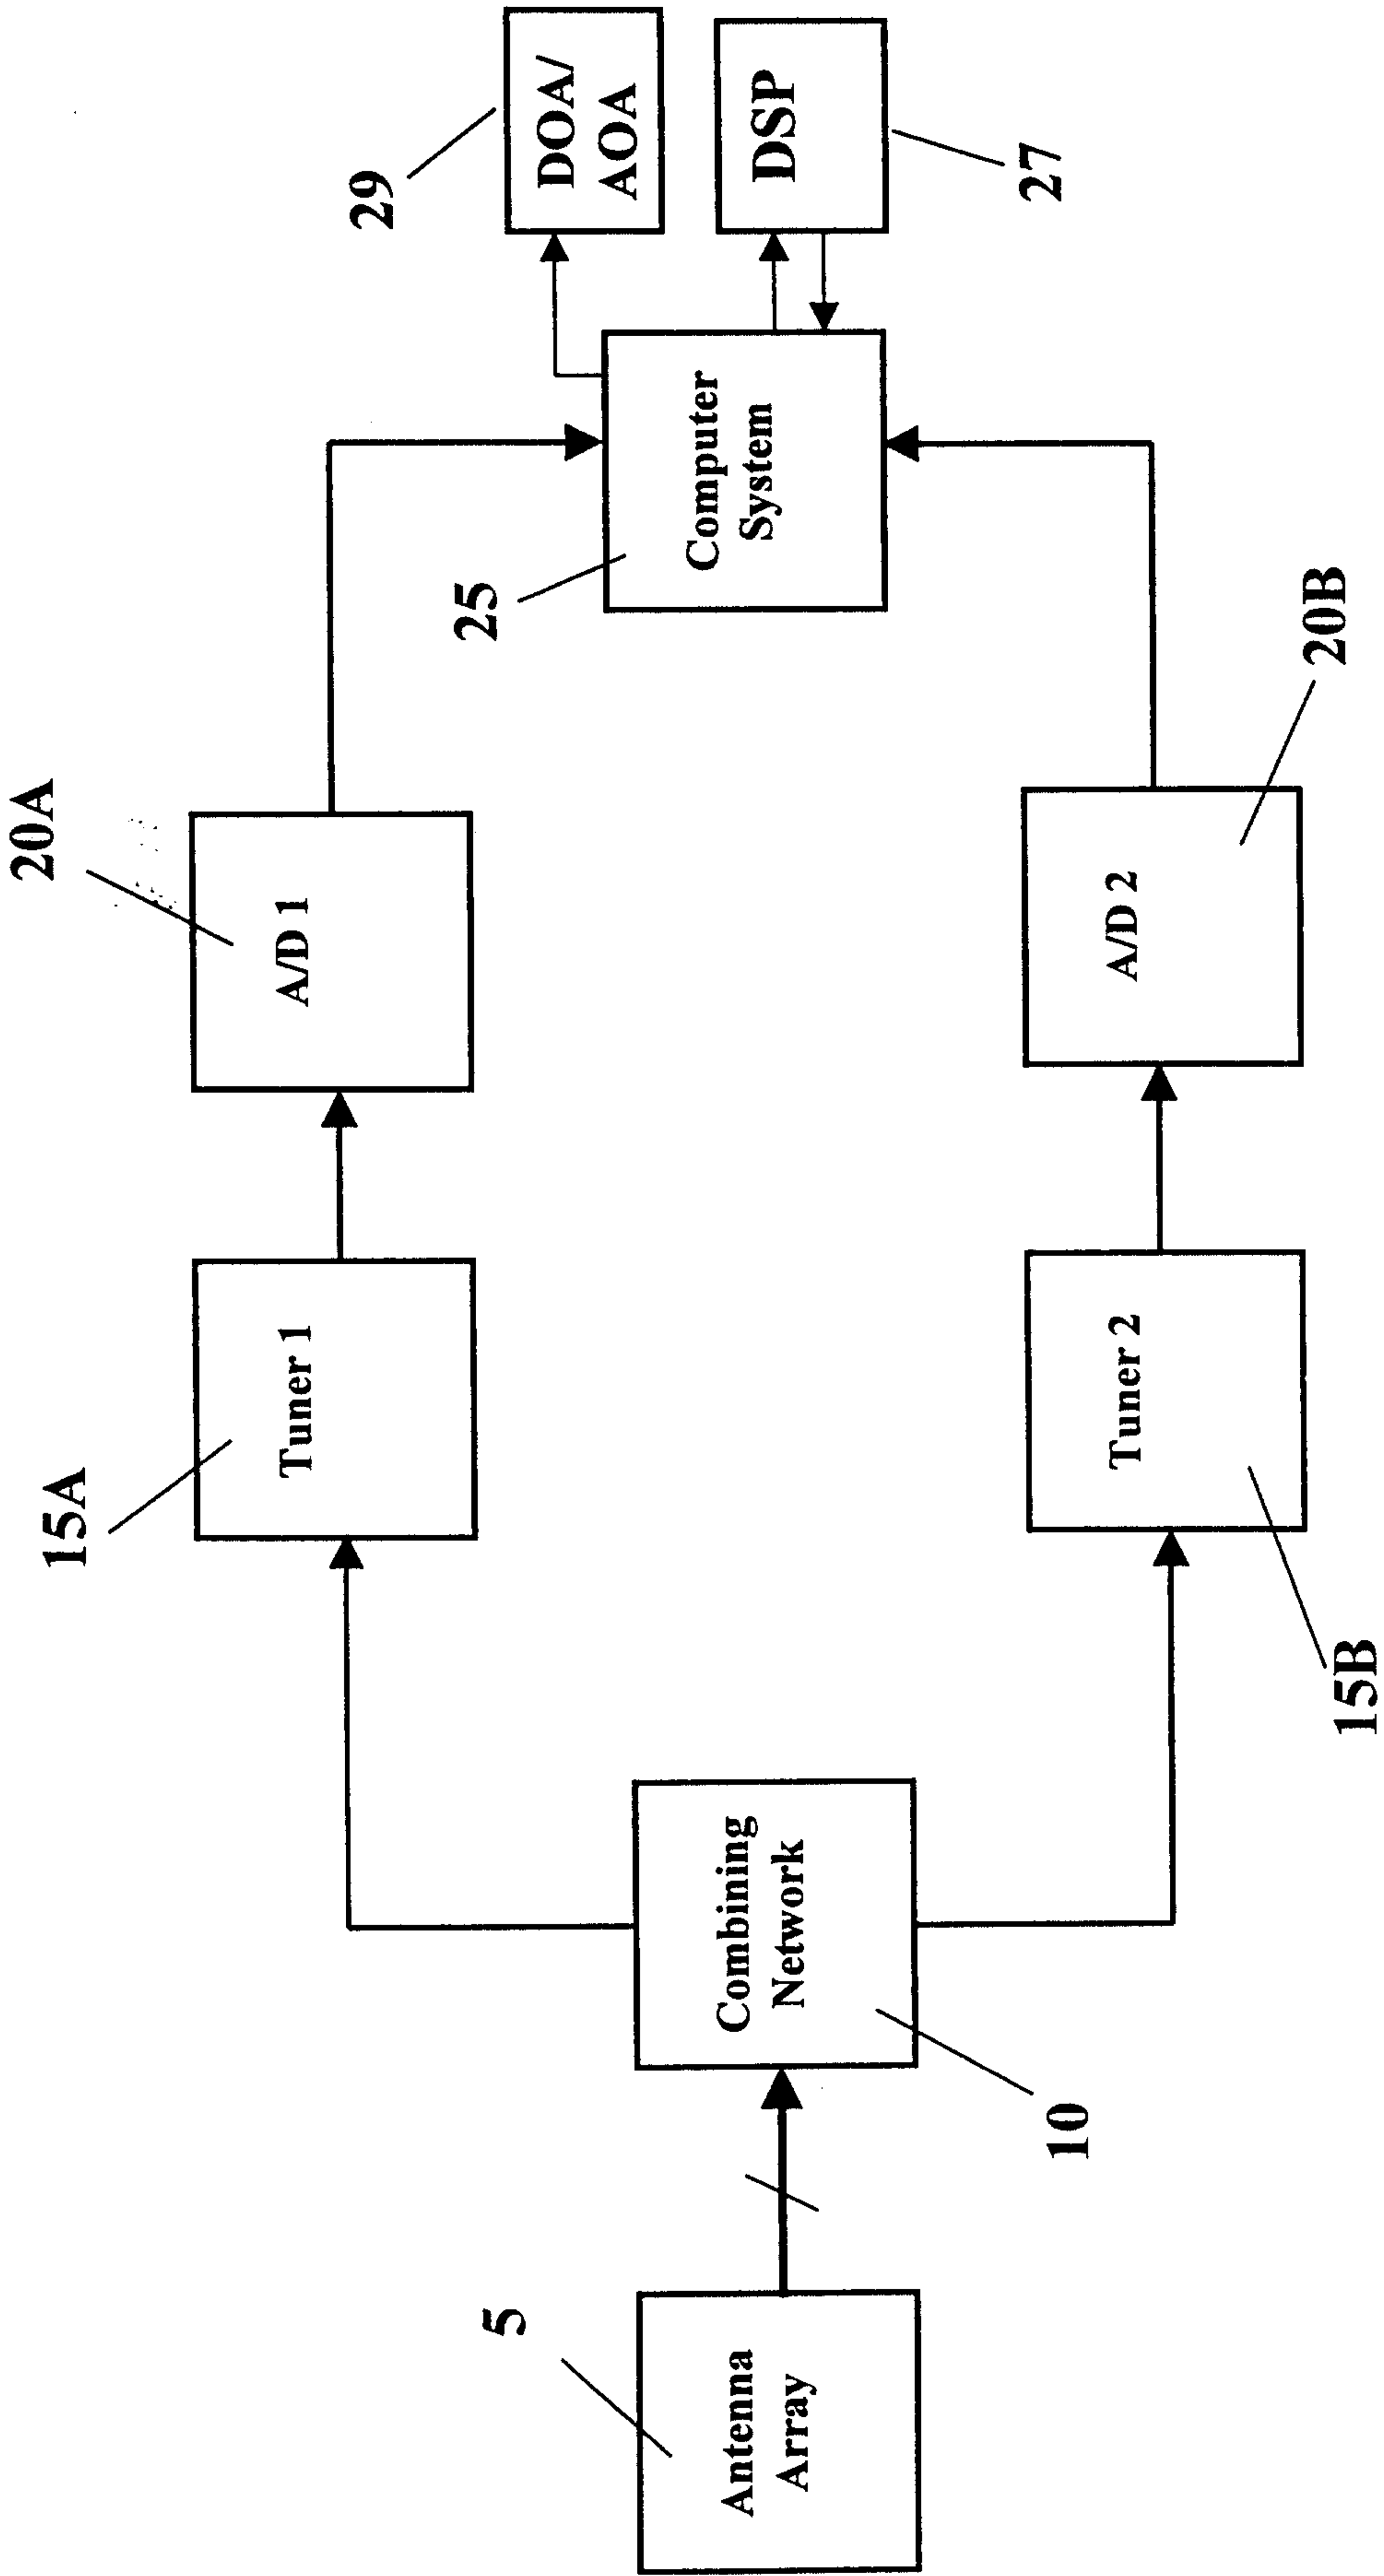 5
Antenna
Array
10
Combining
Network
15A
Tuner 1
15B
Tuner 2
20A
A/D 1
20B
A/D 2
25
Computer
System
29
DOA/
AOA
27
DSP